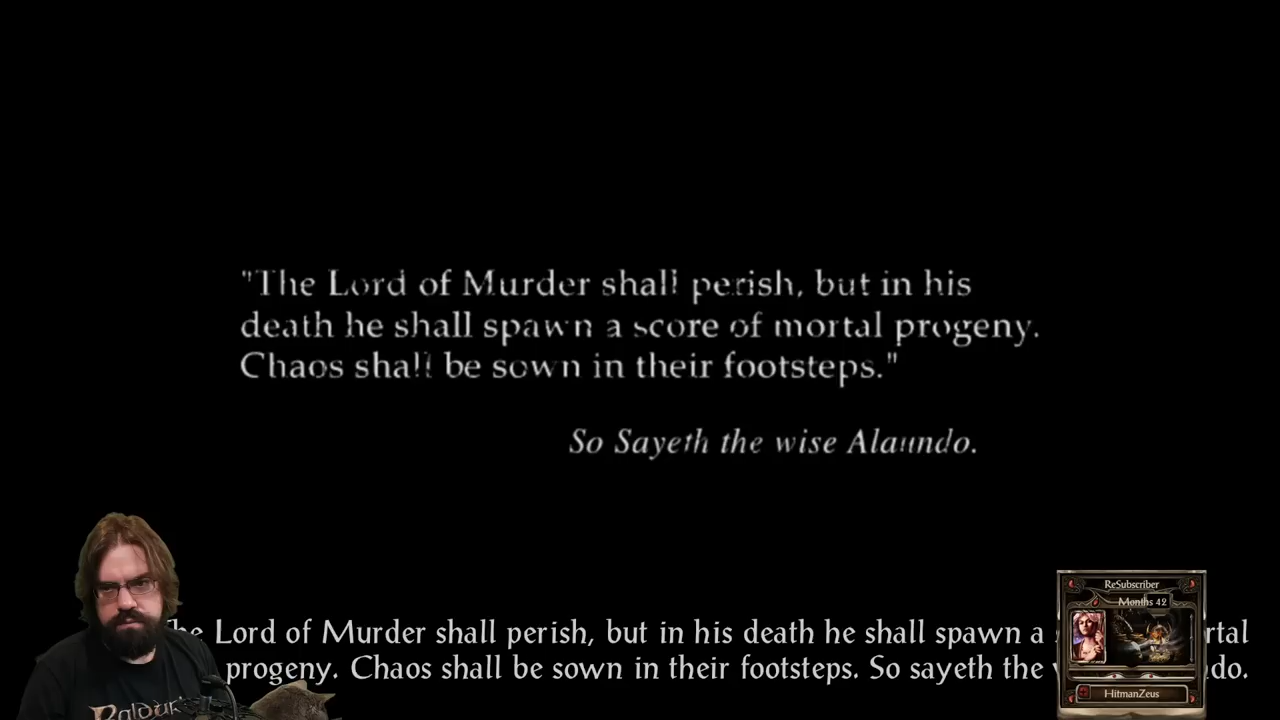 "The Lord of Murder shall perish, but in his
death he shall spawn a score of mortal progeny.
Chaos shall be sown in their footsteps."
So Sayeth the wise Alaundo.
ReSubscriber
Months 42
he Lord of Murder shall perish, but in his death he shall spawn a rtal
progeny. Chaos shall be sown in their footsteps. So sayeth the do.
HitmanZeus